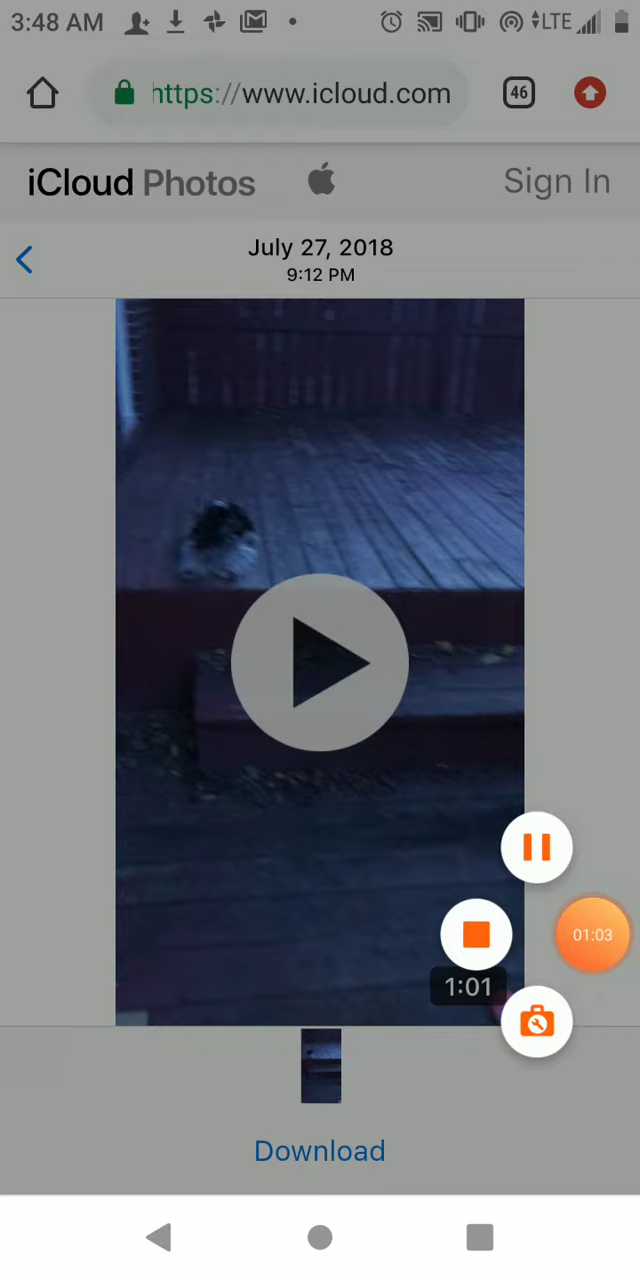 3:48 AM LTE
https://www.icloud.com 46
iCloud Photos Sign In
July 27, 2018
9:12 PM
01:03
1:01
Download